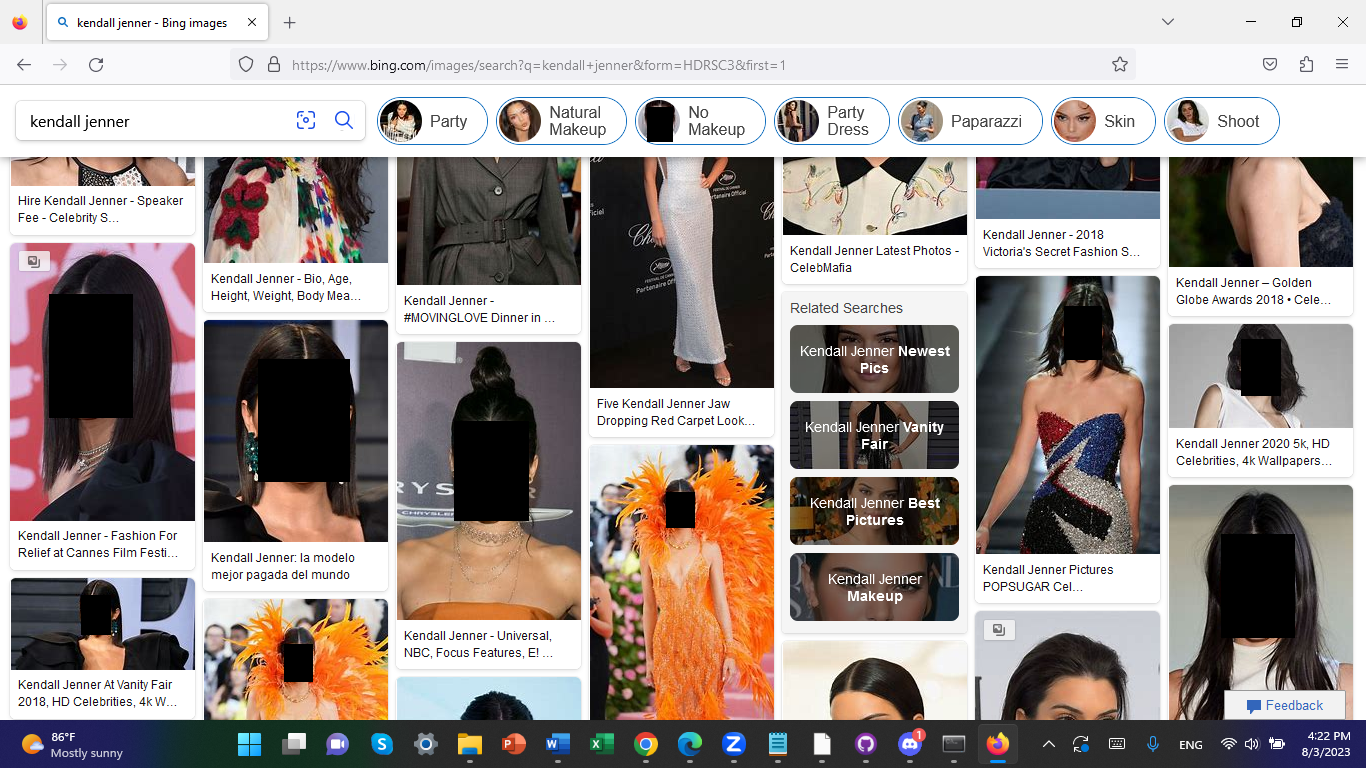 kendall jenner - Bing images
https://www.bing.com/images/search?q=kendall+jenner&form=HDRSC3&first=1
kendall jenner
Party
Natural
Makeup
No
Makeup
Party
Dress
Paparazzi
Skin
Shoot
Hire Kendall Jenner - Speaker
Fee - Celebrity S...
Kendall Jenner - Fashion For
Relief at Cannes Film Festi...
Kendall Jenner At Vanity Fair
2018, HD Celebrities, 4k W...
Kendall Jenner - Bio, Age,
Height, Weight, Body Mea...
Kendall Jenner: la modelo
mejor pagada del mundo
Kendall Jenner -
#MOVINGLOVE Dinner in ...
CHRYSLER
Kendall Jenner - Universal,
NBC, Focus Features, E! ...
FESTIVAL DE CANNES
Partenaire Officiel
Five Kendall Jenner Jaw
Dropping Red Carpet Look...
Kendall Jenner Latest Photos -
CelebMafia
Related Searches
Kendall Jenner Newest
Pics
Kendall Jenner Vanity
Fair
Kendall Jenner Best
Pictures
Kendall Jenner
Makeup
Kendall Jenner - 2018
Victoria's Secret Fashion S...
Kendall Jenner Pictures
POPSUGAR Cel...
Kendall Jenner – Golden
Globe Awards 2018 • Cele...
Kendall Jenner 2020 5k, HD
Celebrities, 4k Wallpapers...
Feedback
86°F
Mostly sunny
1
ENG
4:22 PM
8/3/2023